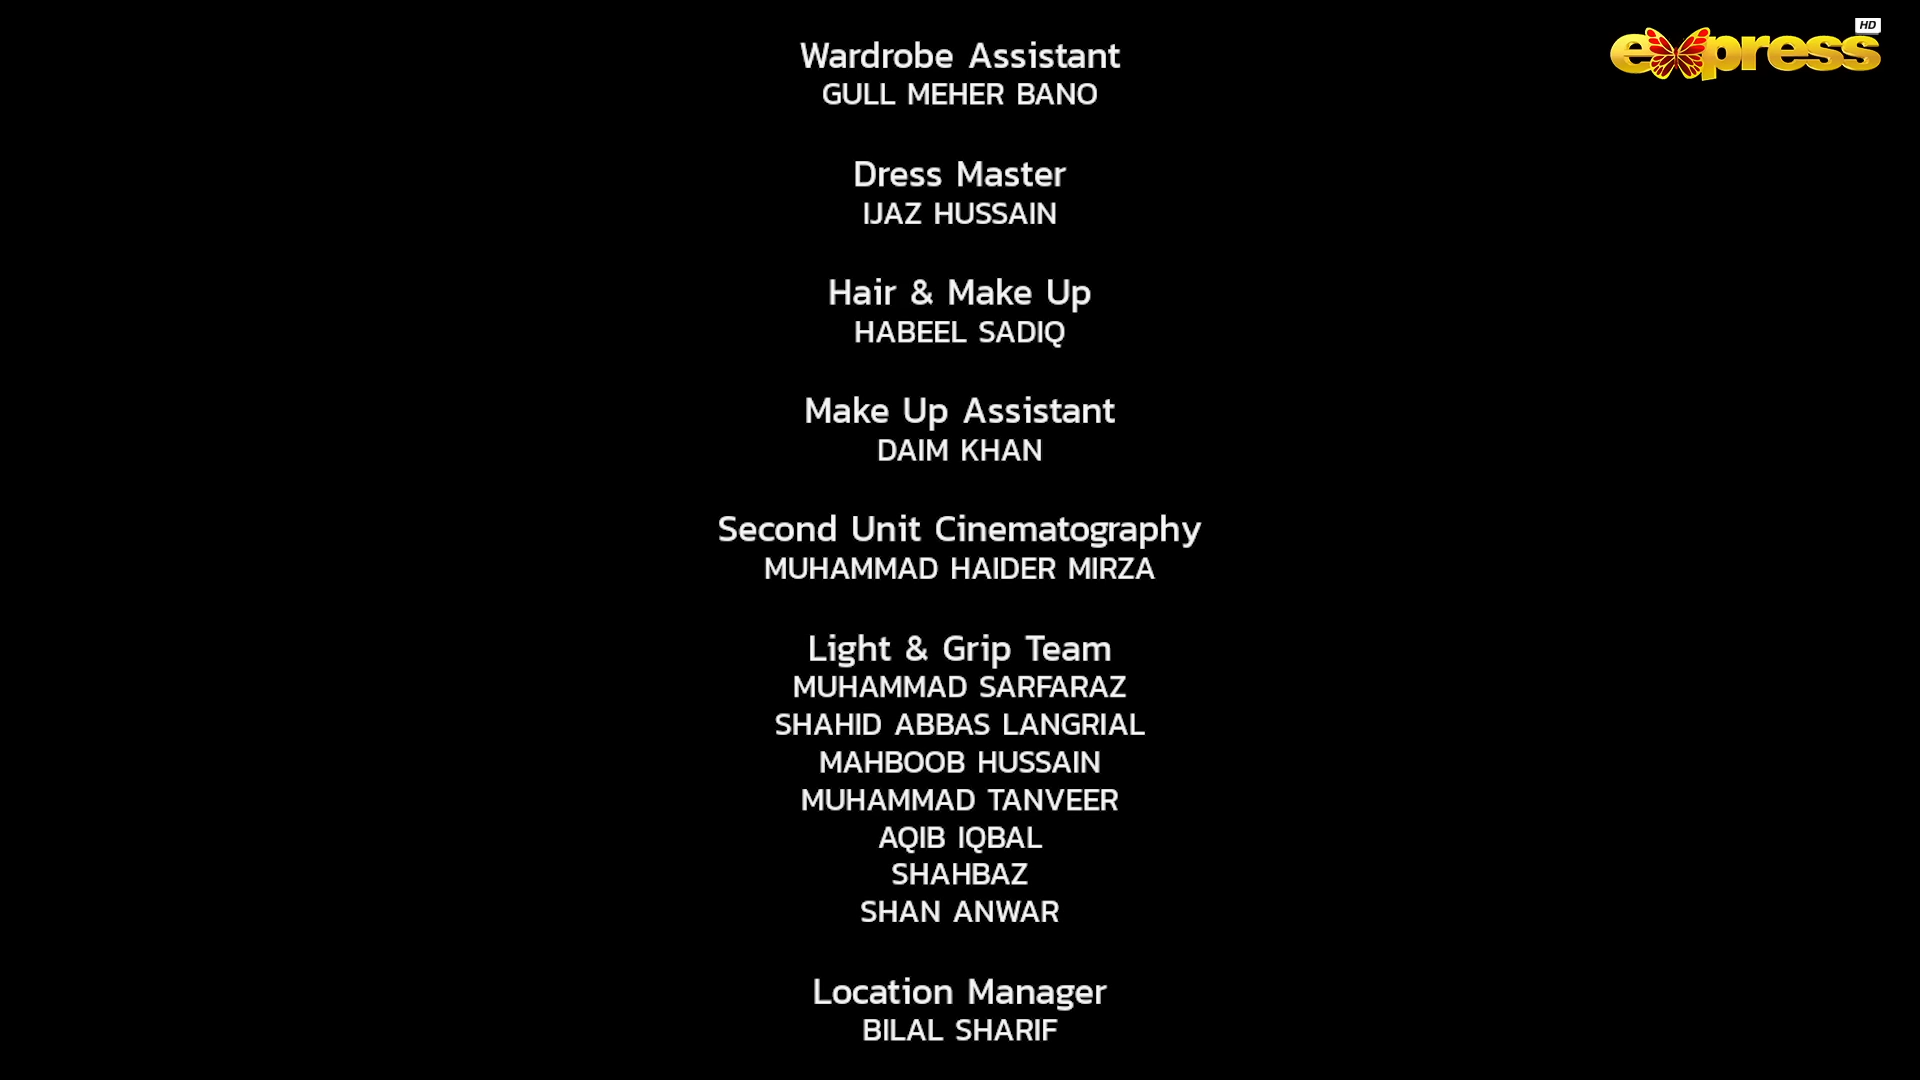 HD
express
Wardrobe Assistant
GULL MEHER BANO
Dress Master
IJAZ HUSSAIN
Hair & Make Up
HABEEL SADIQ
Make Up Assistant
DAIM KHAN
Second Unit Cinematography
MUHAMMAD HAIDER MIRZA
Light & Grip Team
MUHAMMAD SARFARAZ
SHAHID ABBAS LANGRIAL
MAHBOOB HUSSAIN
MUHAMMAD TANVEER
AQIB IQBAL
SHAHBAZ
SHAN ANWAR
Location Manager
BILAL SHARIF